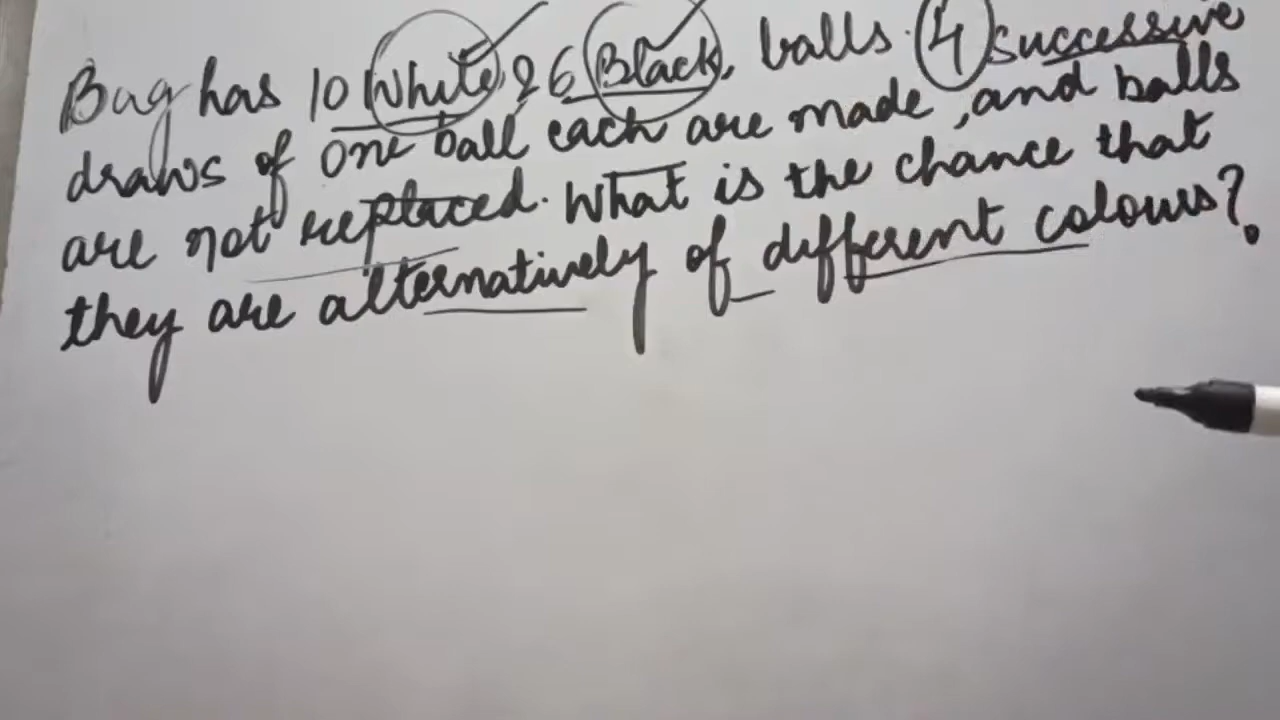 Bag has 10 White & 6 Black balls. 4 successive
draws of one ball each are made, and balls
are not replaced. What is the chance that
they are alternatively of different colours?